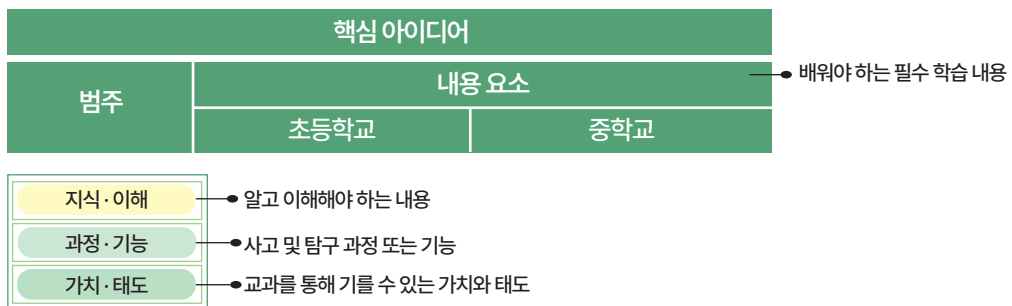 핵심 아이디어
범주
내용 요소
배워야 하는 필수 학습 내용
초등학교
중학교
지식·이해
알고 이해해야 하는 내용
과정·기능
사고 및 탐구 과정 또는 기능
가치·태도
교과를 통해 기를 수 있는 가치와 태도